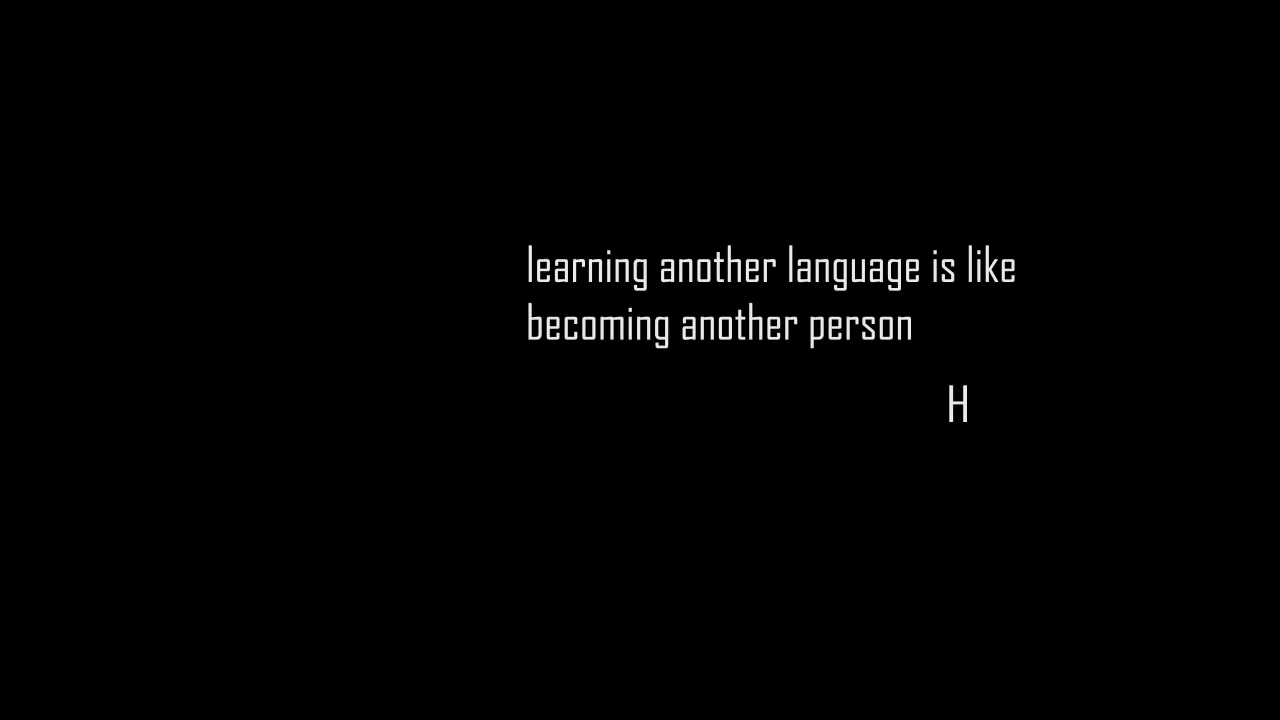 learning another language is like
becoming another person
H